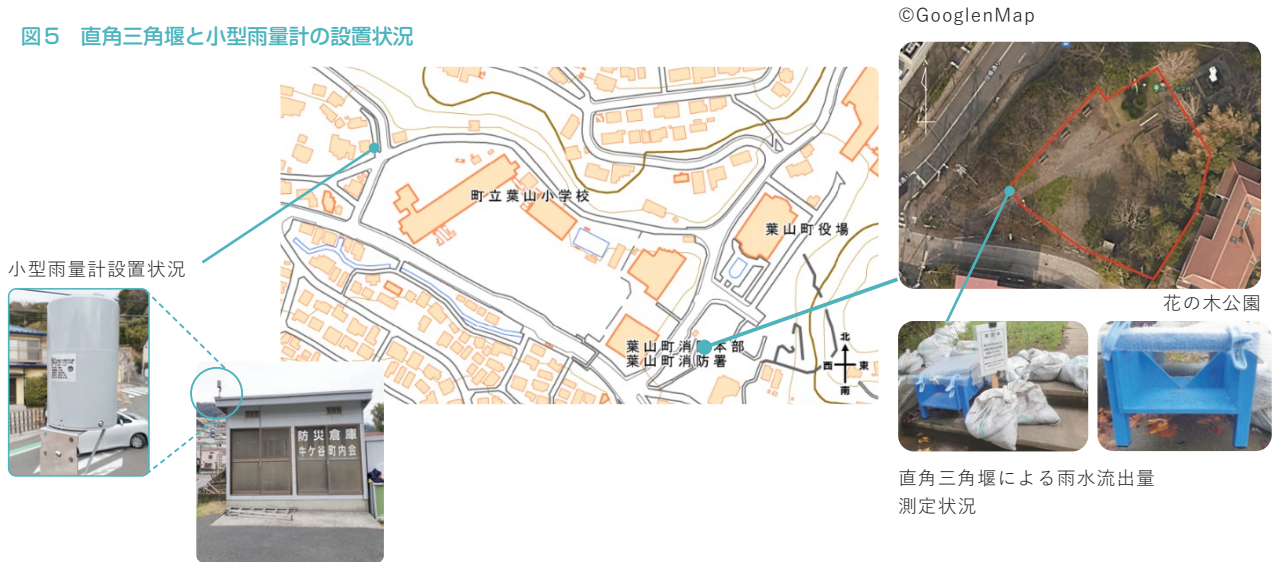 図5 直角三角堰と小型雨量計の設置状況
©GooglenMap
町立葉山小学校
葉山町役場
葉山町消防本部
葉山町消防署
北
西 東
南
小型雨量計設置状況
防災倉庫
牛ケ谷町内会
花の木公園
直角三角堰による雨水流出量
測定状況